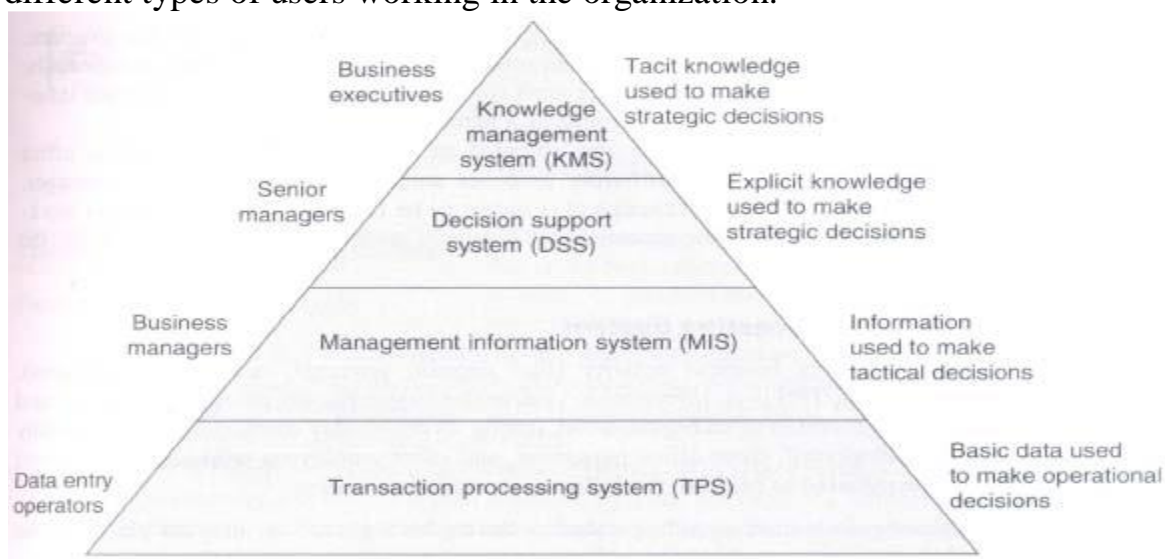 different types of users working in the organization.
Business
executives
Knowledge
management
system (KMS)
Tacit knowledge
used to make
strategic decisions
Senior
managers
Decision support
system (DSS)
Explicit knowledge
used to make
strategic decisions
Business
managers
Management information system (MIS)
Information
used to make
tactical decisions
Data entry
operators
Transaction processing system (TPS)
Basic data used
to make operational
decisions